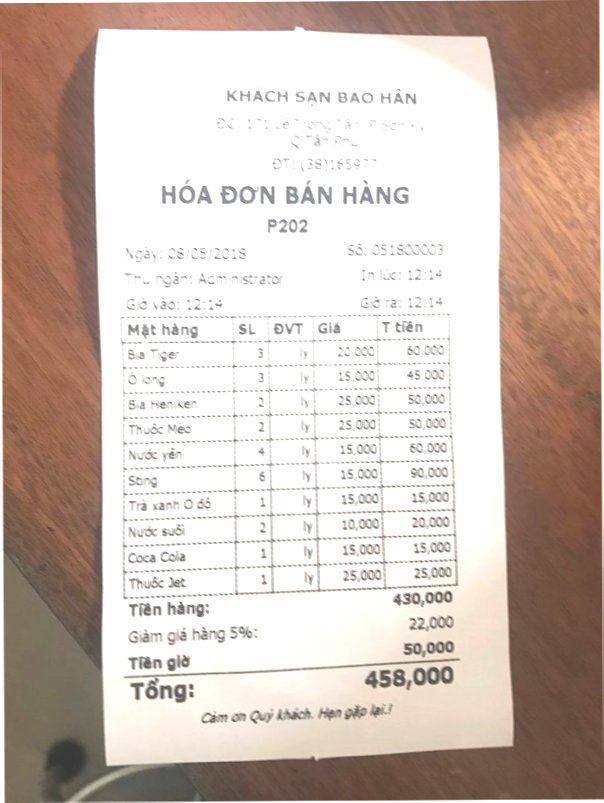 KHACH SẠN BAO HÂN
ĐC: 171 Lê Trọng Tấn, P Sơn Kỳ
Q Tân Phú
ĐT: (38)165977
HÓA ĐƠN BÁN HÀNG
P202
Ngày: 08/05/2018 Số: 051800003
Thu ngân: Administrator In lúc: 12:14
Giờ vào: 12:14 Giờ ra: 12:14
Mặt hàng SL ĐVT Giá T tiền
Bia Tiger 3 ly 20,000 60,000
Ô long 3 ly 15,000 45,000
Bia Heniken 2 ly 25,000 50,000
Thuốc Mèo 2 ly 25,000 50,000
Nước yến 4 ly 15,000 60,000
Sting 6 ly 15,000 90,000
Trà xanh O độ 1 ly 15,000 15,000
Nước suối 2 ly 10,000 20,000
Coca Cola 1 ly 15,000 15,000
Thuốc Jet 1 ly 25,000 25,000
Tiền hàng: 430,000
Giảm giá hàng 5%: 22,000
Tiền giờ 50,000
Tổng: 458,000
Cảm ơn Quý khách. Hẹn gặp lại.!